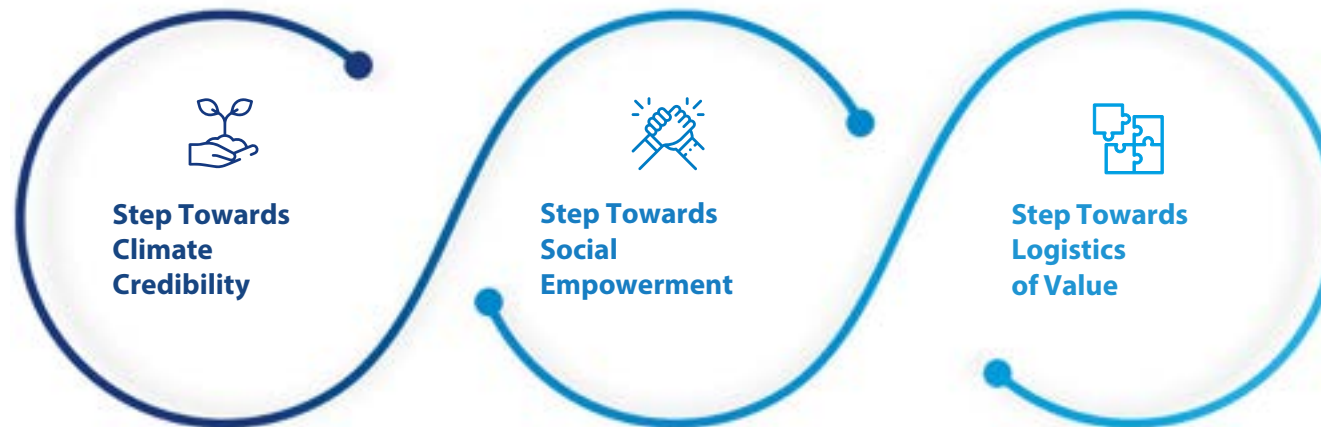 Step Towards
Climate
Credibility
Step Towards
Social
Empowerment
Step Towards
Logistics
of Value